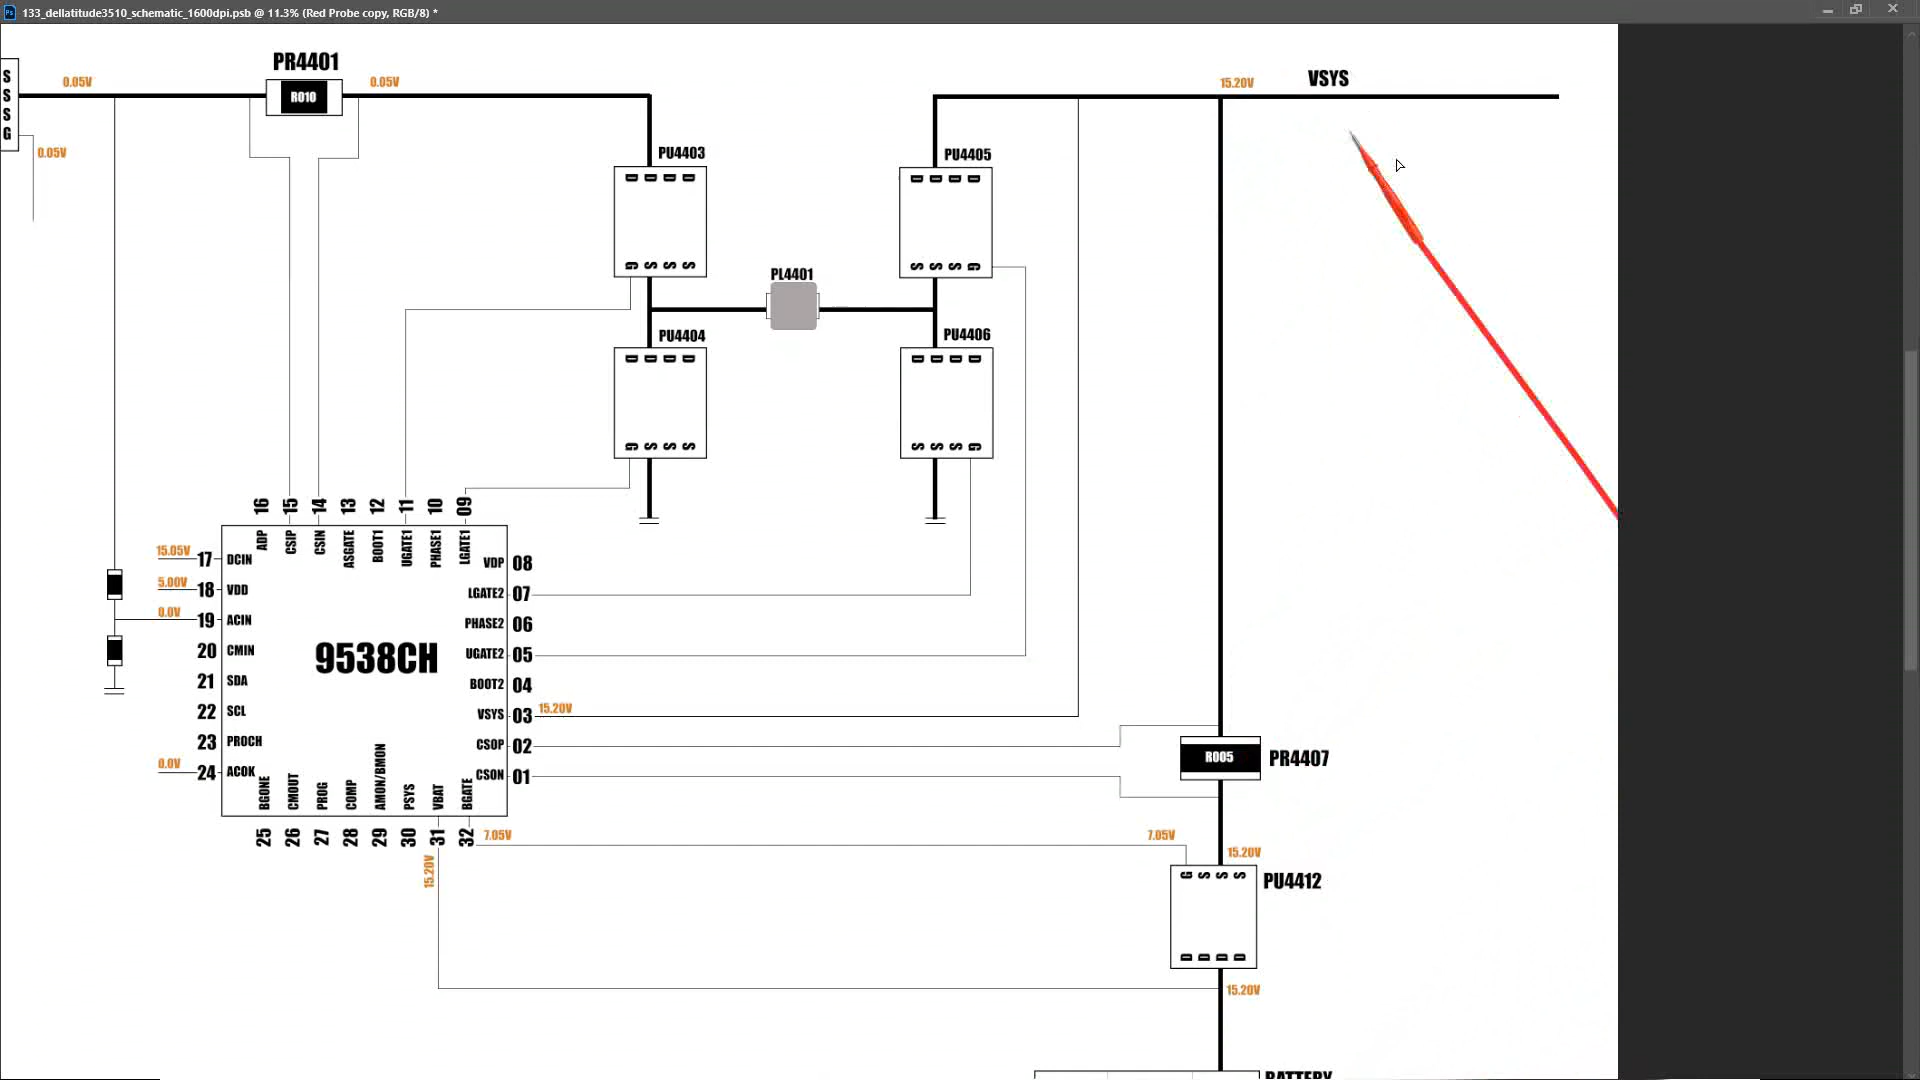 133_dellatitude3510_schematic_1600dpi.psb @ 11.3% (Red Probe copy, RGB/8) *
PR4401
0.05V
R010
0.05V
15.20V
VSYS
S
S
S
G
0.05V
PU4403
D D D D
G S S S
PU4405
D D D D
S S S G
PL4401
PU4404
D D D D
G S S S
PU4406
D D D D
S S S G
16 15 14 13 12 11 10 09
ADP CSIP CSIN ASGATE BOOT1 UGATE1 PHASE1 LGATE1
15.05V 17 DCIN
5.00V 18 VDD
0.0V 19 ACIN
20 CMIN
21 SDA
22 SCL
23 PROCH
0.0V 24 ACOK
9538CH
VDP 08
LGATE2 07
PHASE2 06
UGATE2 05
BOOT2 04
VSYS 03 15.20V
CSOP 02
CSON 01
BGONE CMOUT PROG COMP AMON/BMON PSYS VBAT BGATE
25 26 27 28 29 30 31 32
7.05V
15.20V
R005
PR4407
7.05V
15.20V
G S S S
PU4412
D D D D
15.20V
BATTERY